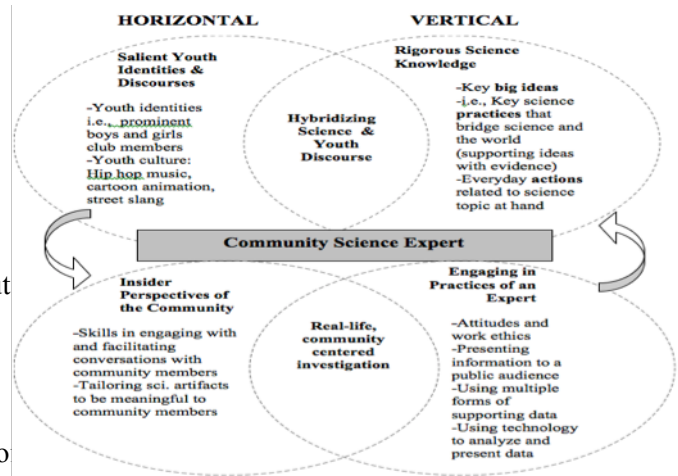 HORIZONTAL
VERTICAL
Salient Youth
Identities &
Discourses
-Youth identities
i.e., prominent
boys and girls
club members
-Youth culture:
Hip hop music,
cartoon animation,
street slang
Hybridizing
Science &
Youth
Discourse
Rigorous Science
Knowledge
-Key big ideas
-i.e., Key science
practices that
bridge science and
the world
(supporting ideas
with evidence)
-Everyday actions
related to science
topic at hand
Community Science Expert
it
Insider
Perspectives of
the Community
-Skills in engaging with
and facilitating
conversations with
community members
-Tailoring sci. artifacts
to be meaningful to
community members
Real-life,
community
centered
investigation
Engaging in
Practices of an
Expert
-Attitudes and
work ethics
-Presenting
information to a
public audience
-Using multiple
forms of
supporting data
-Using technology
to analyze and
present data